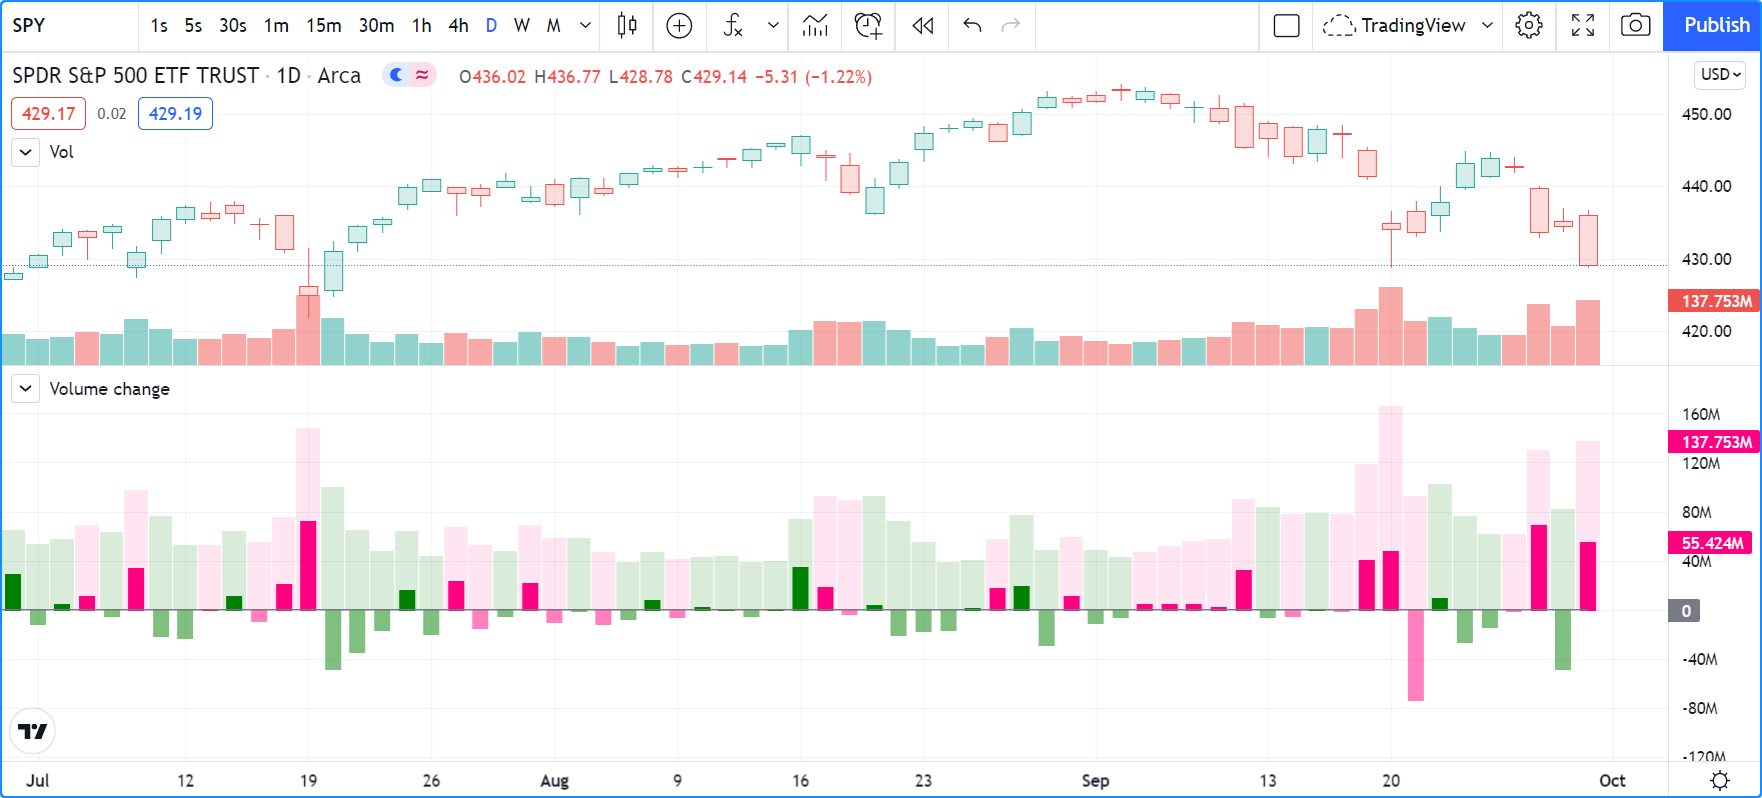 SPY 1s 5s 30s 1m 15m 30m 1h 4h D W M TradingView Publish
SPDR S&P 500 ETF TRUST · 1D · Arca ≈ O436.02 H436.77 L428.78 C429.14 −5.31 (−1.22%) USD
429.17 0.02 429.19
Vol
450.00
440.00
430.00
137.753M
420.00
Volume change
160M
137.753M
120M
80M
55.424M
40M
0
-40M
-80M
-120M
Jul 12 19 26 Aug 9 16 23 Sep 13 20 Oct